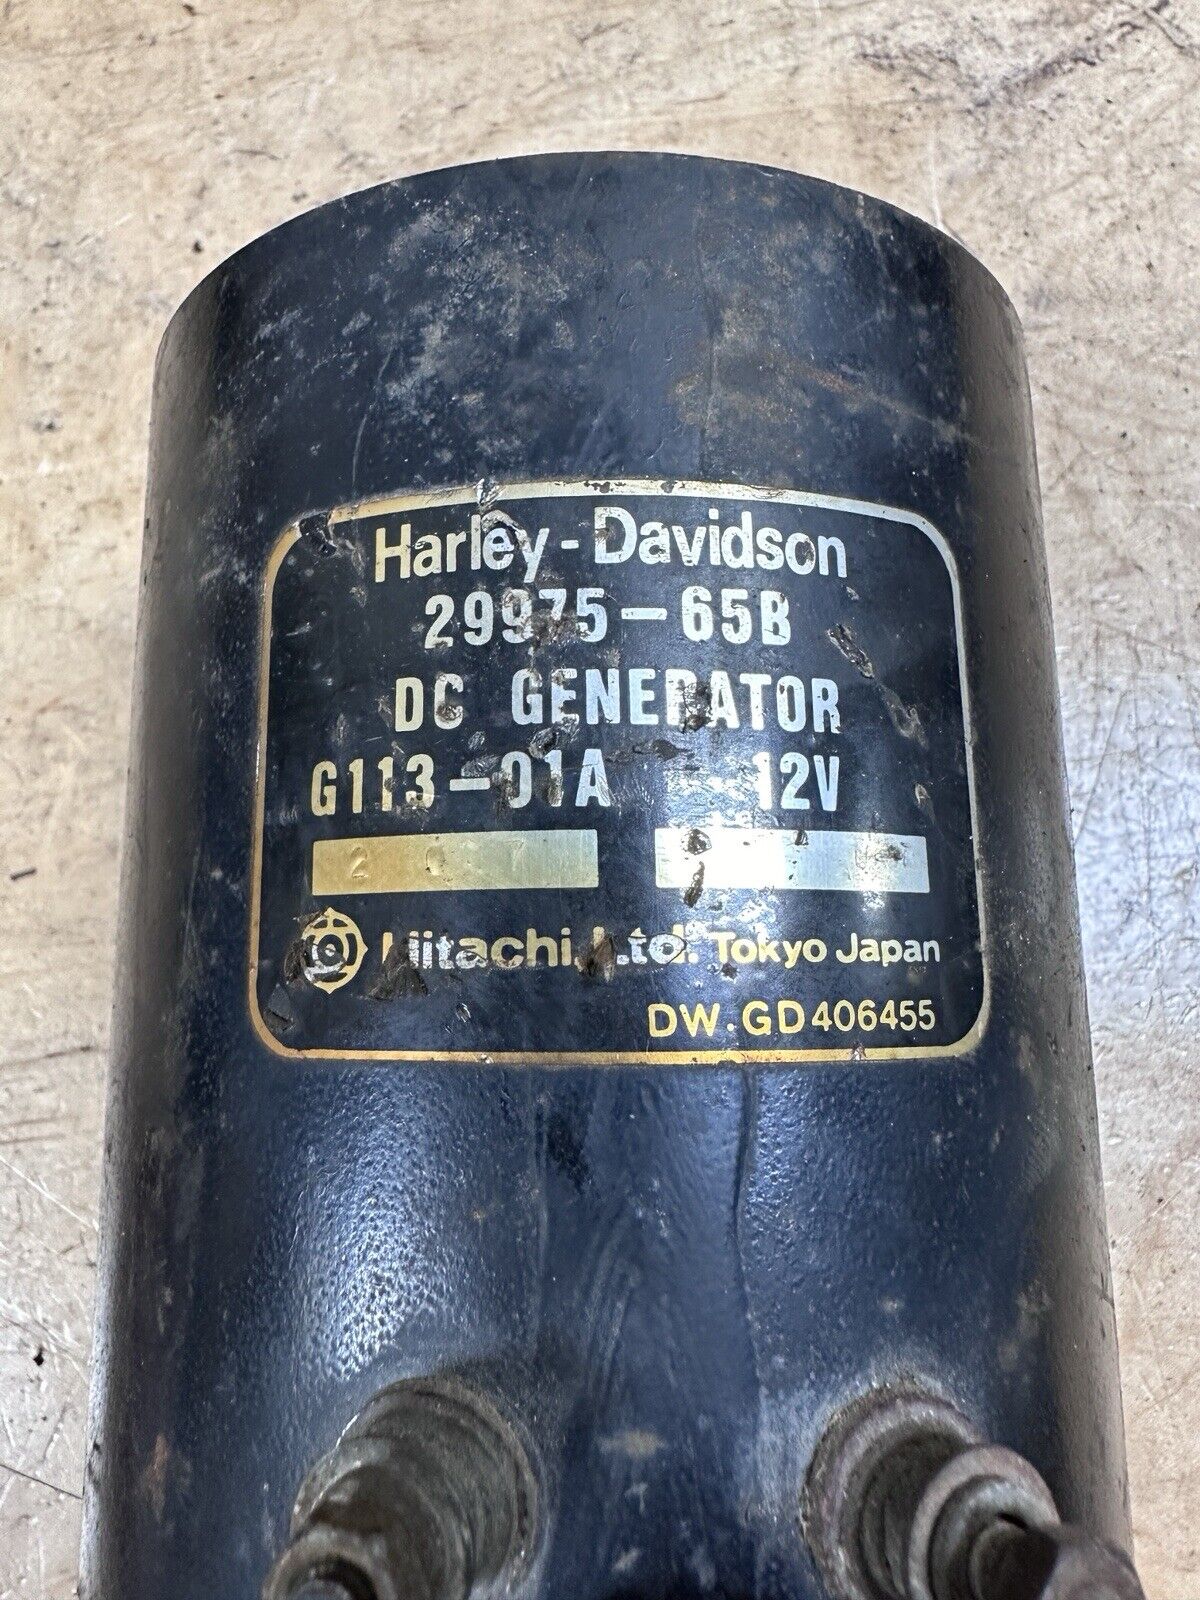 Harley-Davidson
29975-65B
DC GENERATOR
G113-01A 12V
Hitachi, Ltd. Tokyo Japan
DW.GD406455